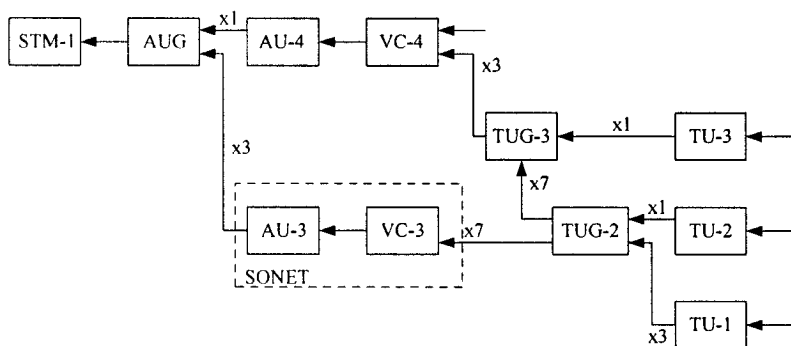 x1
STM-1 AUG AU-4 VC-4
x3
x1
TUG-3 TU-3
x3
x7
x1
AU-3 VC-3 x7 TUG-2 TU-2
SONET
TU-1
x3